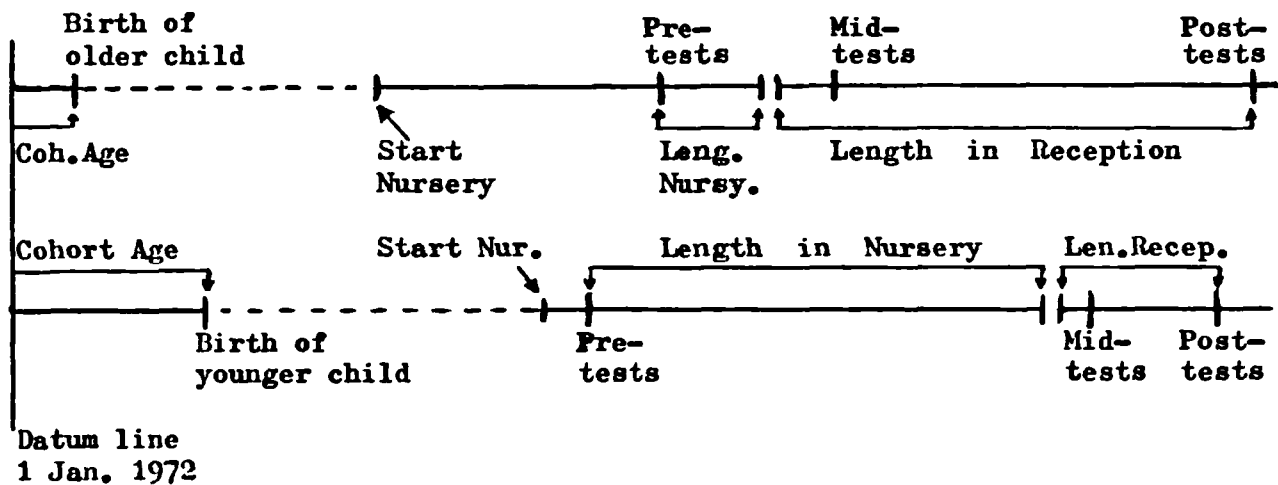 Birth of
older child
Pre-
tests
Mid-
tests
Post-
tests
Coh.Age
Start
Nursery
Leng.
Nursy.
Length in Reception
Cohort Age
Start Nur.
Length in Nursery
Len.Recep.
Birth of
younger child
Pre-
tests
Mid-
tests
Post-
tests
Datum line
1 Jan. 1972